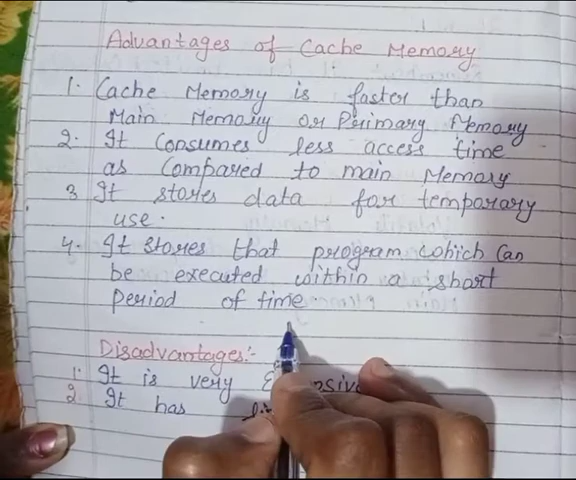 Advantages of Cache Memory
1. Cache Memory is faster than
Main Memory or Primary Memory
2. It Consumes less access time
as Compared to main Memory
3 It stores data for temporary
use.
4. It stores that program which Can
be executed within a short
Period of time.
Disadvantages:-
1. It is very
2. It has